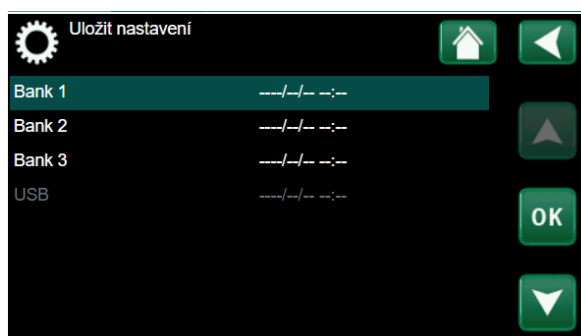 Uložit nastavení
Bank 1 ----/--/-- --:--
Bank 2 ----/--/-- --:--
Bank 3 ----/--/-- --:--
USB ----/--/-- --:--
OK